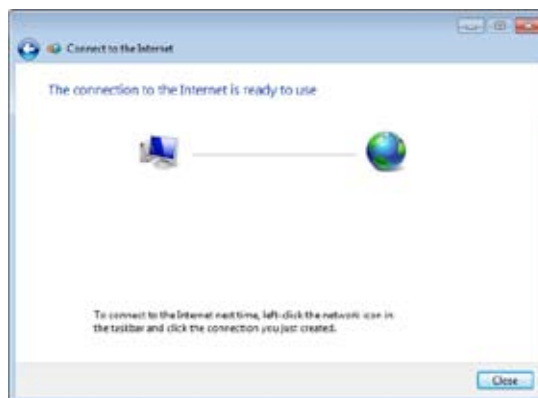 Connect to the Internet
The connection to the Internet is ready to use
To connect to the Internet next time, left-click the network icon in
the taskbar and click the connection you just created.
Close